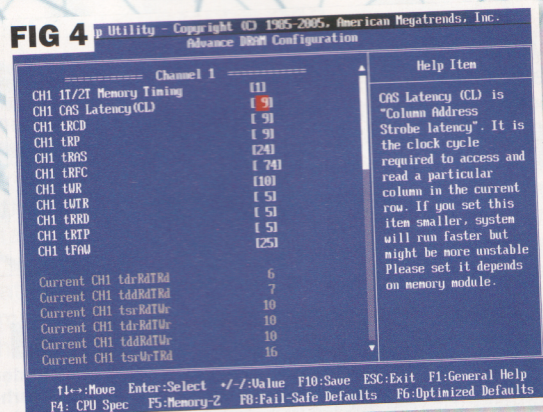 FIG 4
p Utility - Copyright (C) 1985-2005, American Megatrends, Inc.
Advance DRAM Configuration
============ Channel 1 ============
CH1 1T/2T Memory Timing [1]
CH1 CAS Latency(CL) [ 9]
CH1 tRCD [ 9]
CH1 tRP [ 9]
CH1 tRAS [24]
CH1 tRFC [ 74]
CH1 tWR [10]
CH1 tWTR [ 5]
CH1 tRRD [ 5]
CH1 tRTP [ 5]
CH1 tFAW [25]
Current CH1 tdrRdTRd 6
Current CH1 tddRdTRd 7
Current CH1 tsrRdTWr 10
Current CH1 tdrRdTWr 10
Current CH1 tddRdTWr 10
Current CH1 tsrWrTRd 16
Help Item
CAS Latency (CL) is
"Column Address
Strobe latency". It is
the clock cycle
required to access and
read a particular
column in the current
row. If you set this
item smaller, system
will run faster but
might be more unstable
Please set it depends
on memory module.
↑↓←→:Move Enter:Select +/-/:Value F10:Save ESC:Exit F1:General Help
F4: CPU Spec F5:Memory-Z F8:Fail-Safe Defaults F6:Optimized Defaults